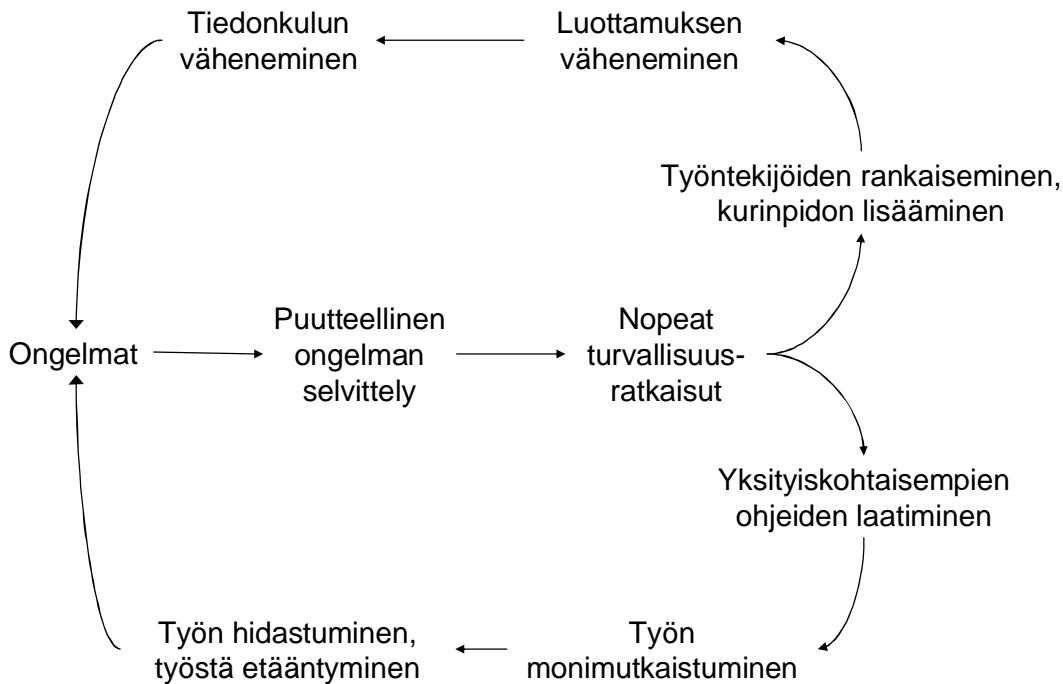 Tiedonkulun
väheneminen
Luottamuksen
väheneminen
Työntekijöiden rankaiseminen,
kurinpidon lisääminen
Ongelmat
Puutteellinen
ongelman
selvittely
Nopeat
turvallisuus-
ratkaisut
Yksityiskohtaisempien
ohjeiden laatiminen
Työn hidastuminen,
työstä etääntyminen
Työn
monimutkaistuminen